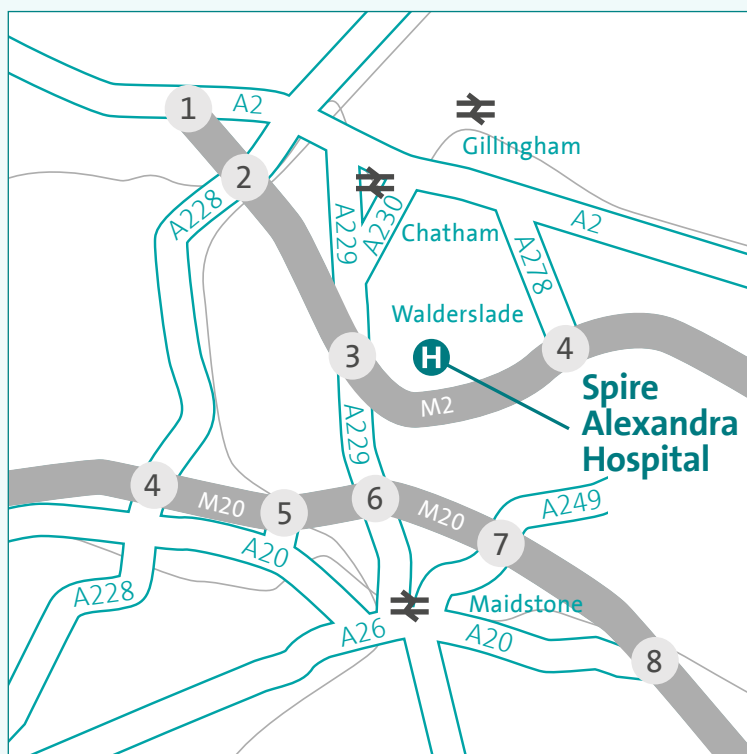 1
A2
Gillingham
2
A228
A229
A230
Chatham
A2
A278
Walderslade
3
H
4
Spire
Alexandra
Hospital
M2
A229
4
M20
5
6
M20
A249
7
A20
A228
Maidstone
A26
A20
8